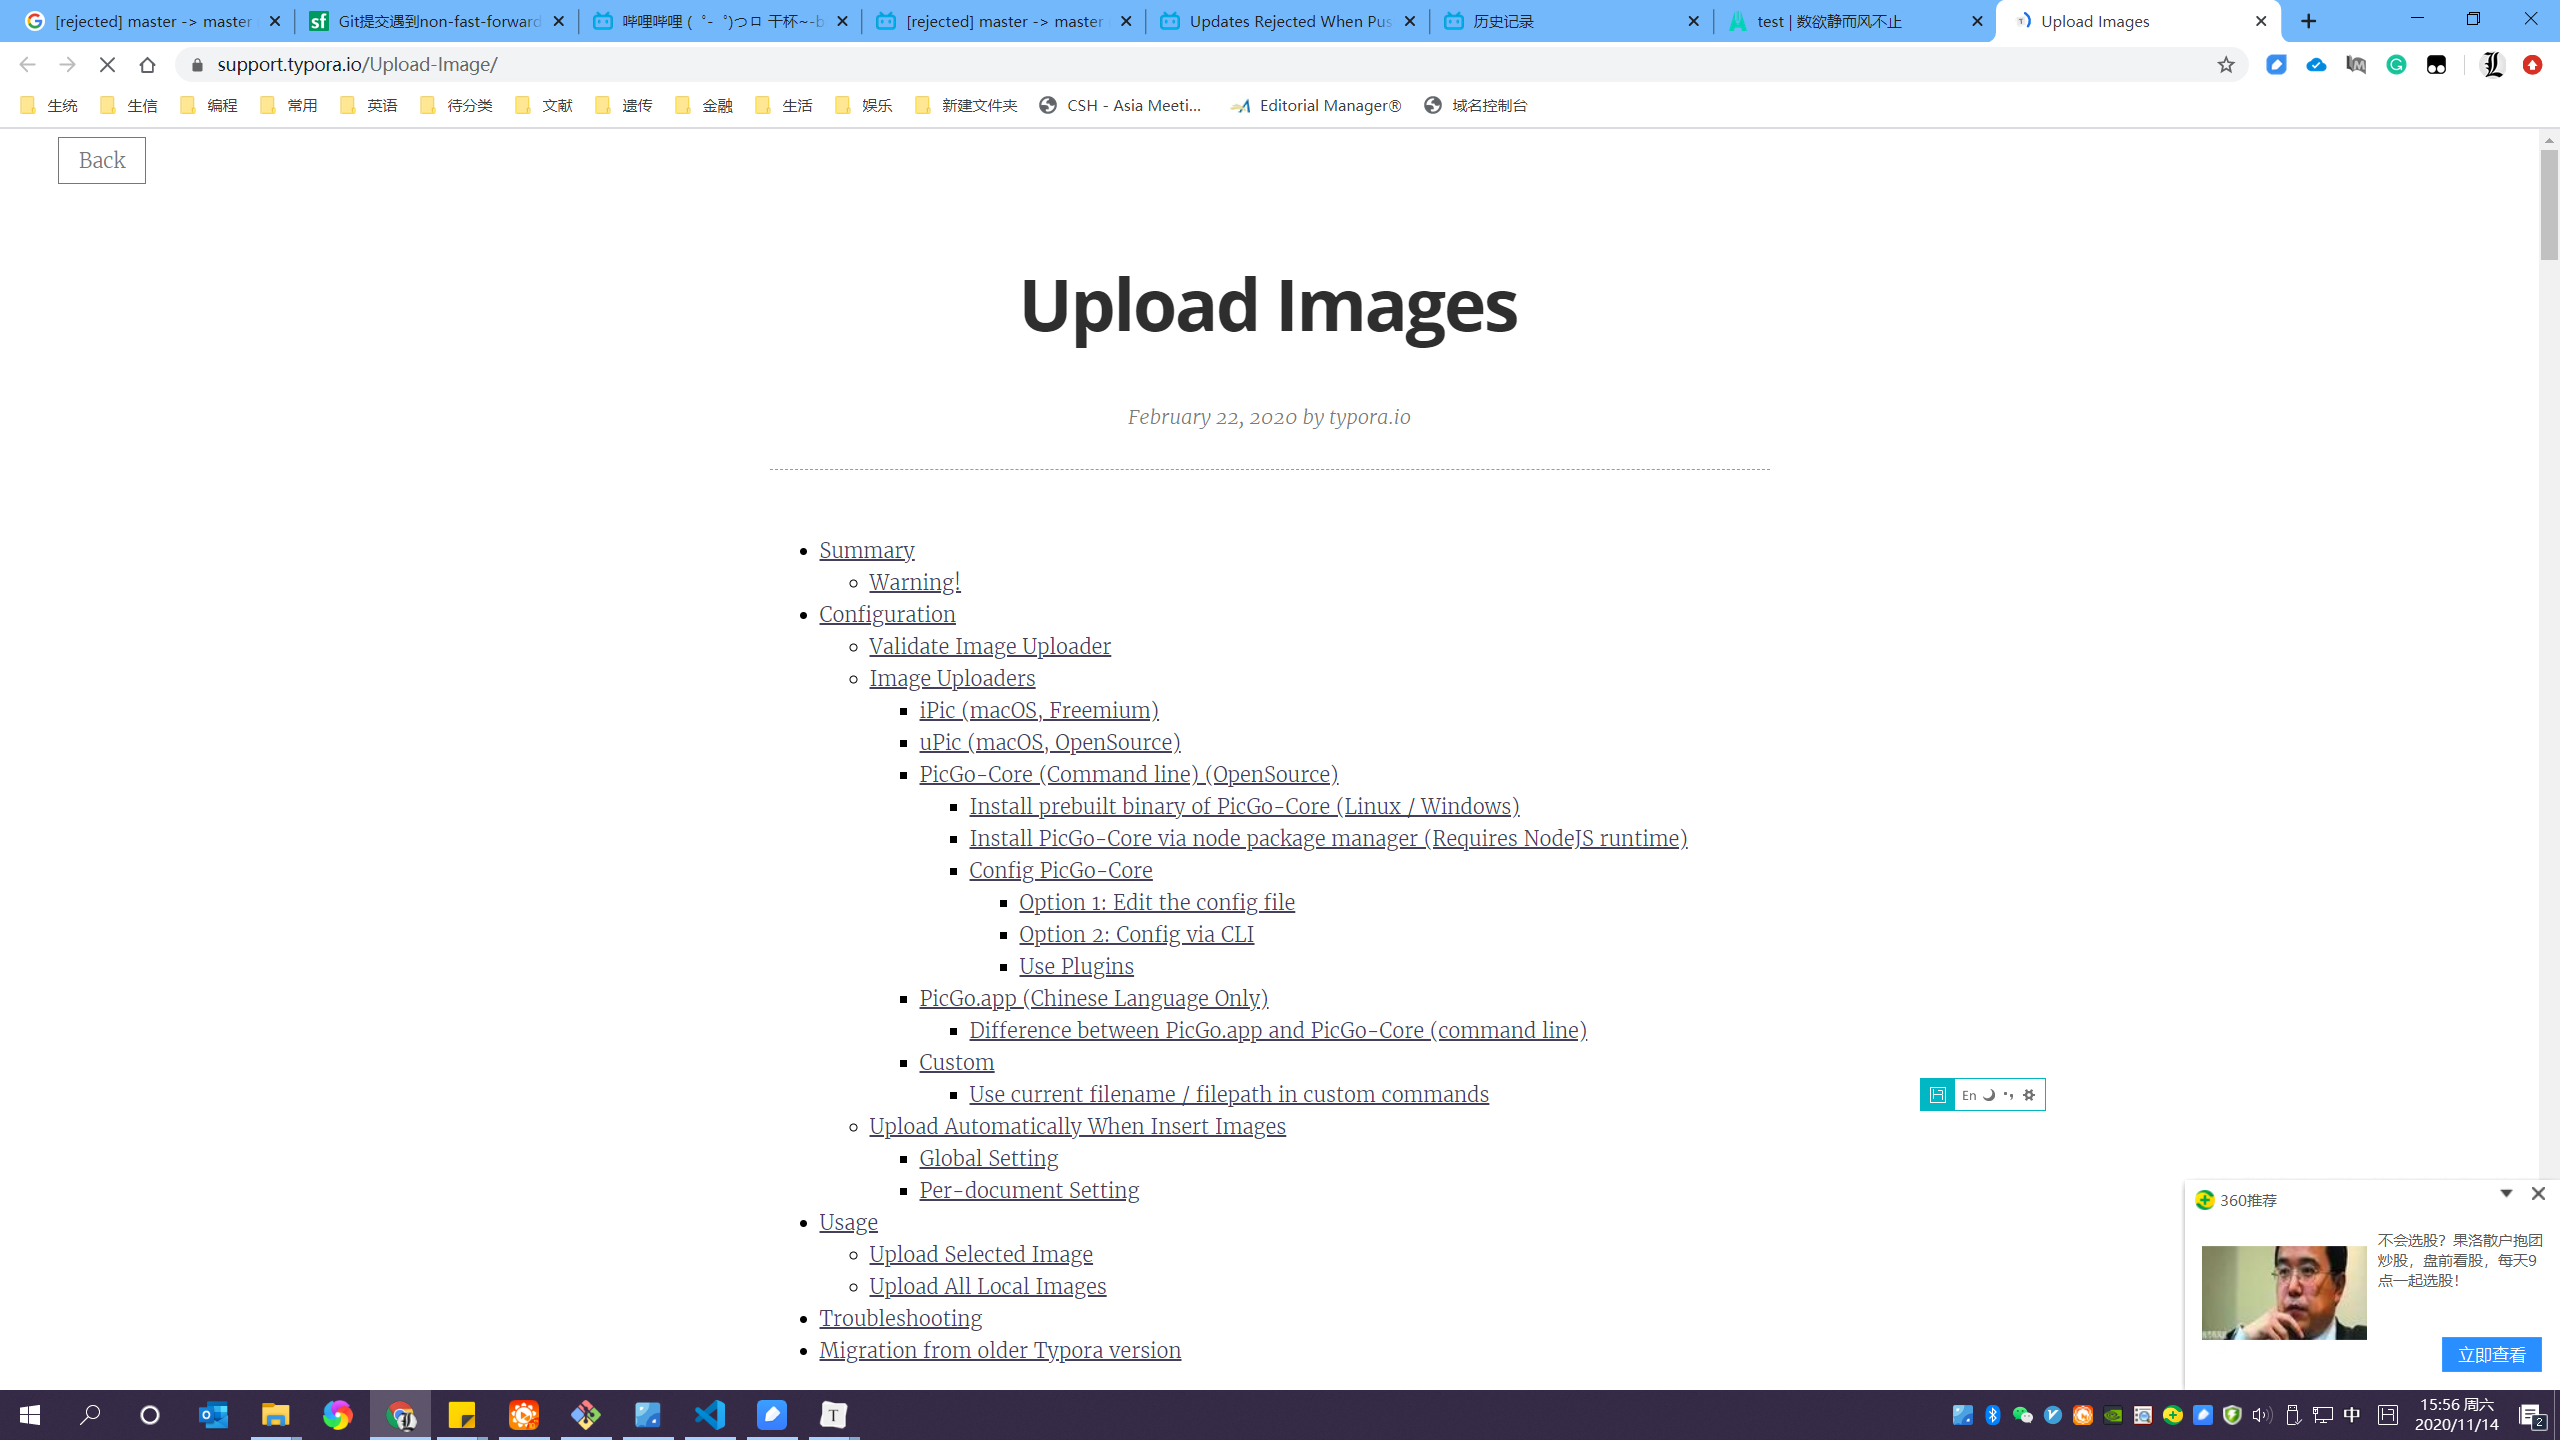 [rejected] master -> master
Git提交遇到non-fast-forward
哔哩哔哩 (゜-゜)つロ 干杯~-b
[rejected] master -> master
Updates Rejected When Pus
历史记录
test | 数欲静而风不止
Upload Images
support.typora.io/Upload-Image/
生统
生信
编程
常用
英语
待分类
文献
遗传
金融
生活
娱乐
新建文件夹
CSH - Asia Meeti...
Editorial Manager®
域名控制台
Back
Upload Images
February 22, 2020 by typora.io
Summary
Warning!
Configuration
Validate Image Uploader
Image Uploaders
iPic (macOS, Freemium)
uPic (macOS, OpenSource)
PicGo-Core (Command line) (OpenSource)
Install prebuilt binary of PicGo-Core (Linux / Windows)
Install PicGo-Core via node package manager (Requires NodeJS runtime)
Config PicGo-Core
Option 1: Edit the config file
Option 2: Config via CLI
Use Plugins
PicGo.app (Chinese Language Only)
Difference between PicGo.app and PicGo-Core (command line)
Custom
Use current filename / filepath in custom commands
En
Upload Automatically When Insert Images
Global Setting
Per-document Setting
Usage
Upload Selected Image
Upload All Local Images
Troubleshooting
Migration from older Typora version
360推荐
不会选股？果洛散户抱团
炒股，盘前看股，每天9
点一起选股！
立即查看
中
15:56 周六
2020/11/14
2